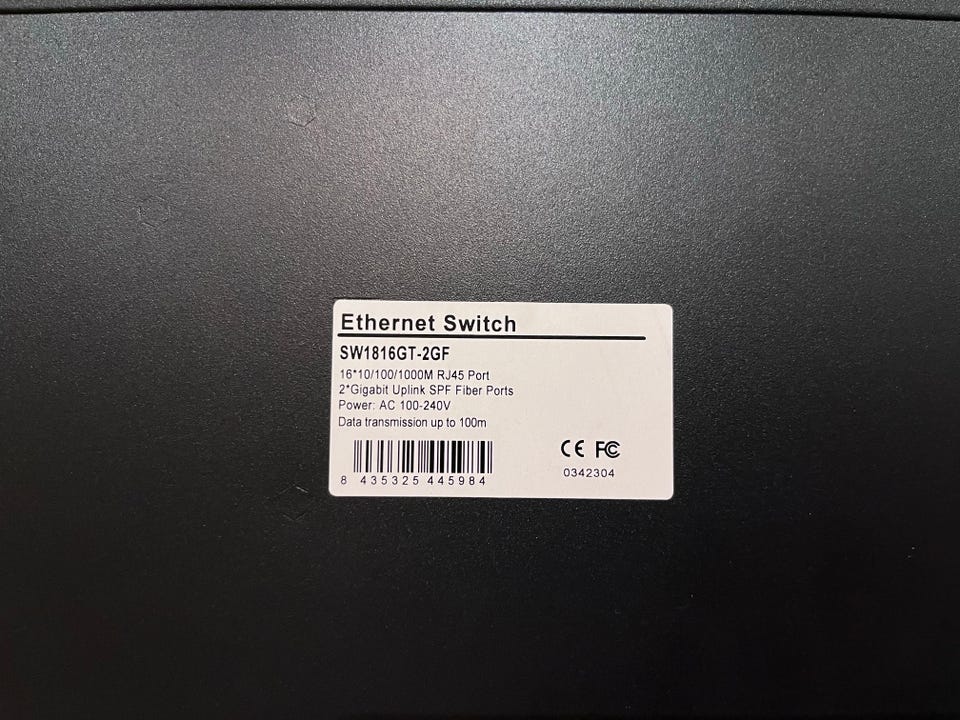 Ethernet Switch
SW1816GT-2GF
16*10/100/1000M RJ45 Port
2*Gigabit Uplink SPF Fiber Ports
Power: AC 100-240V
Data transmission up to 100m
CE FC
8 435325 445984
0342304